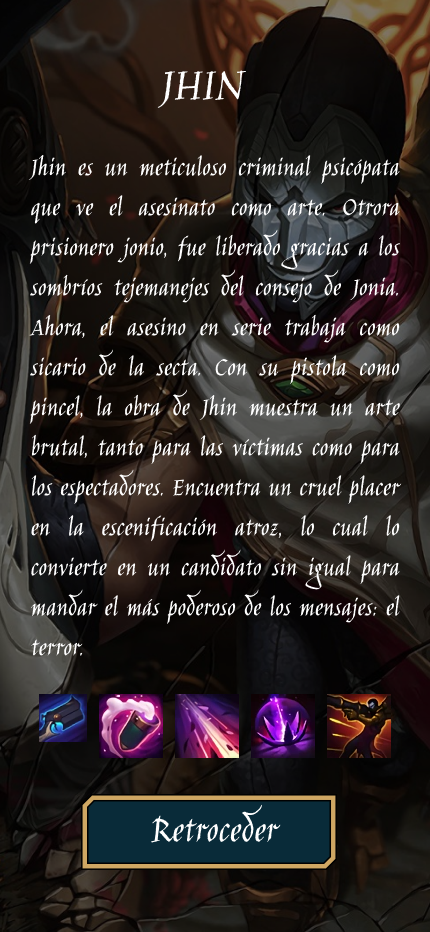 JHIN
Jhin es un meticuloso criminal psicópata
que ve el asesinato como arte. Otrora
prisionero jonio, fue liberado gracias a los
sombríos tejemanejes del consejo de Jonia.
Ahora, el asesino en serie trabaja como
sicario de la secta. Con su pistola como
pincel, la obra de Jhin muestra un arte
brutal, tanto para las víctimas como para
los espectadores. Encuentra un cruel placer
en la escenificación atroz, lo cual lo
convierte en un candidato sin igual para
mandar el más poderoso de los mensajes: el
terror.
Retroceder